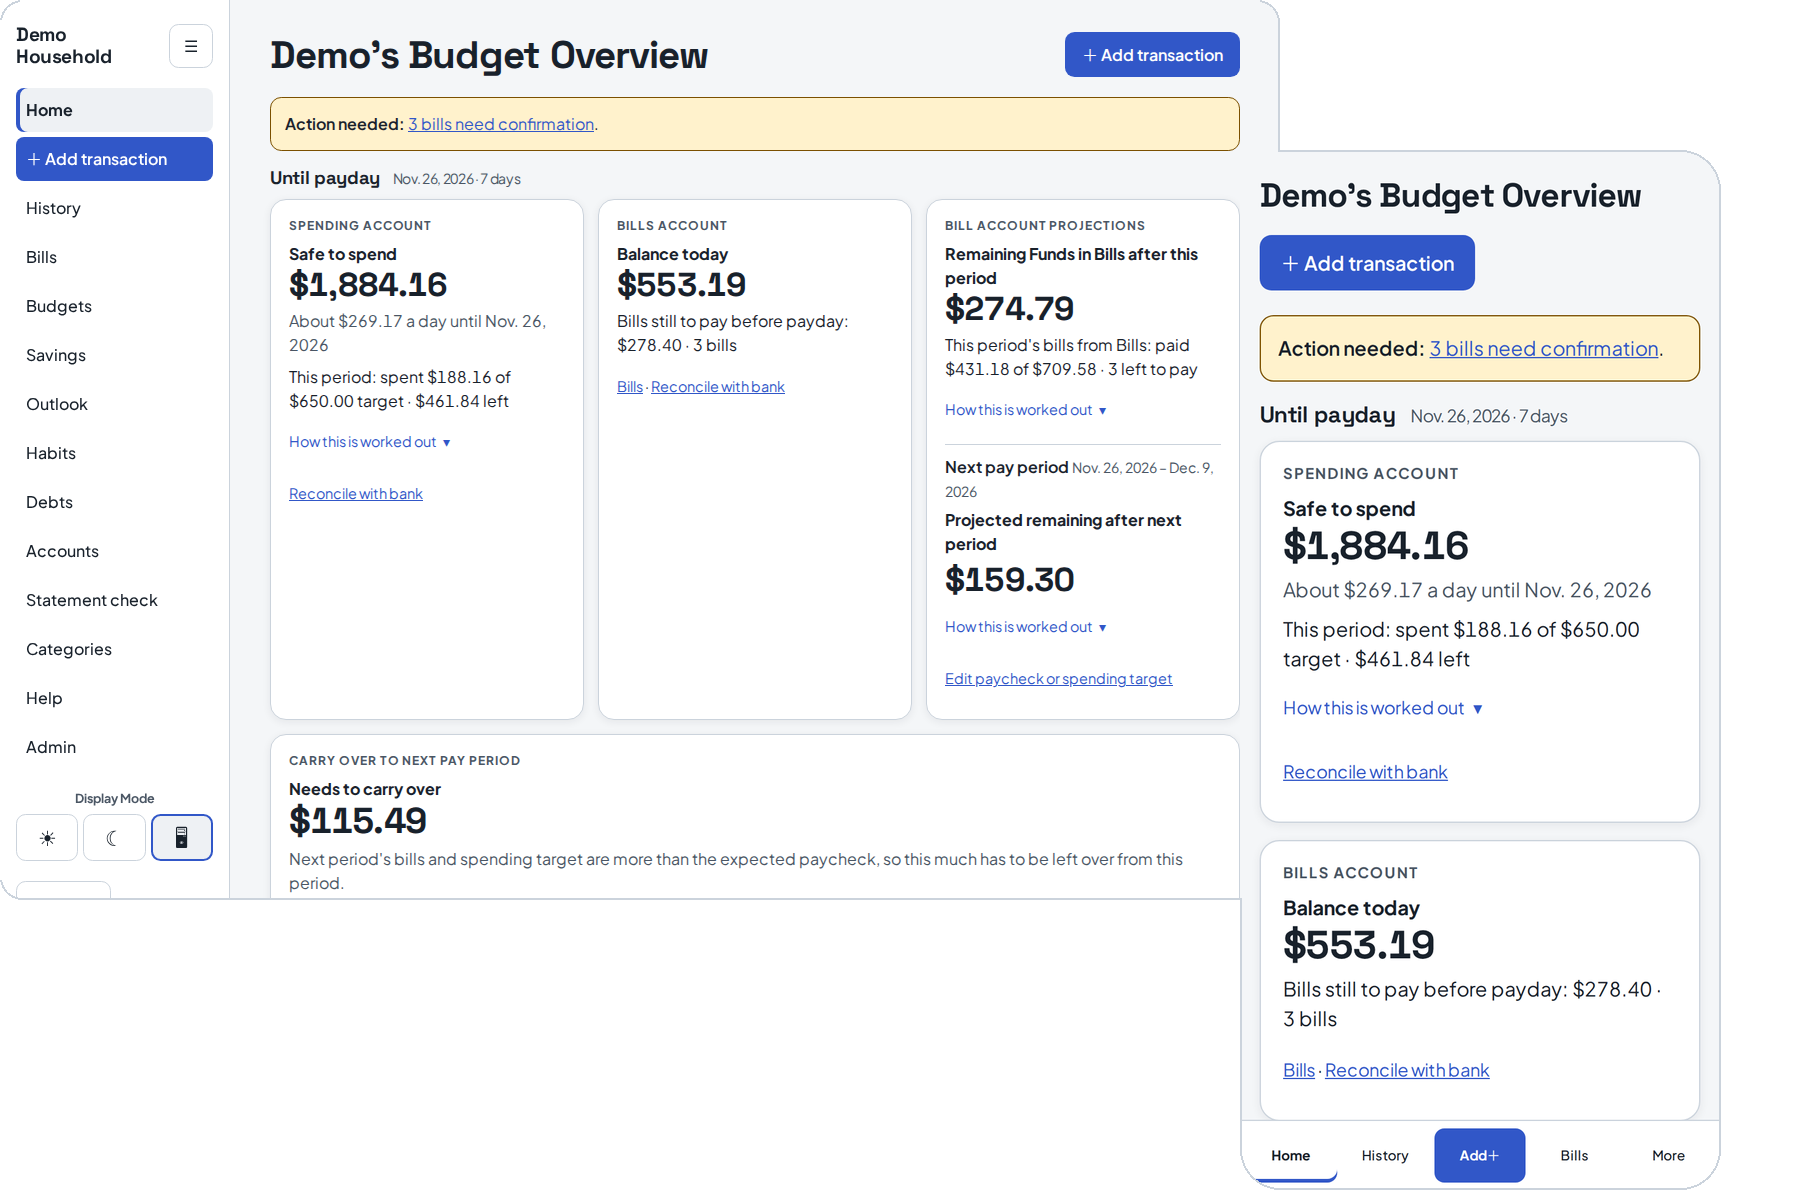 Demo
Household
☰
Home
+ Add transaction
History
Bills
Budgets
Savings
Outlook
Habits
Debts
Accounts
Statement check
Categories
Help
Admin
Display Mode
Demo's Budget Overview
+ Add transaction
Action needed: 3 bills need confirmation.
Until payday Nov. 26, 2026 · 7 days
SPENDING ACCOUNT
Safe to spend
$1,884.16
About $269.17 a day until Nov. 26,
2026
This period: spent $188.16 of
$650.00 target · $461.84 left
How this is worked out ▾
Reconcile with bank
BILLS ACCOUNT
Balance today
$553.19
Bills still to pay before payday:
$278.40 · 3 bills
Bills · Reconcile with bank
BILL ACCOUNT PROJECTIONS
Remaining Funds in Bills after this
period
$274.79
This period's bills from Bills: paid
$431.18 of $709.58 · 3 left to pay
How this is worked out ▾
Next pay period Nov. 26, 2026 – Dec. 9,
2026
Projected remaining after next
period
$159.30
How this is worked out ▾
Edit paycheck or spending target
CARRY OVER TO NEXT PAY PERIOD
Needs to carry over
$115.49
Next period's bills and spending target are more than the expected paycheck, so this much has to be left over from this
period.
Demo's Budget Overview
+ Add transaction
Action needed: 3 bills need confirmation.
Until payday Nov. 26, 2026 · 7 days
SPENDING ACCOUNT
Safe to spend
$1,884.16
About $269.17 a day until Nov. 26, 2026
This period: spent $188.16 of $650.00
target · $461.84 left
How this is worked out ▾
Reconcile with bank
BILLS ACCOUNT
Balance today
$553.19
Bills still to pay before payday: $278.40 ·
3 bills
Bills · Reconcile with bank
Home
History
Add+
Bills
More